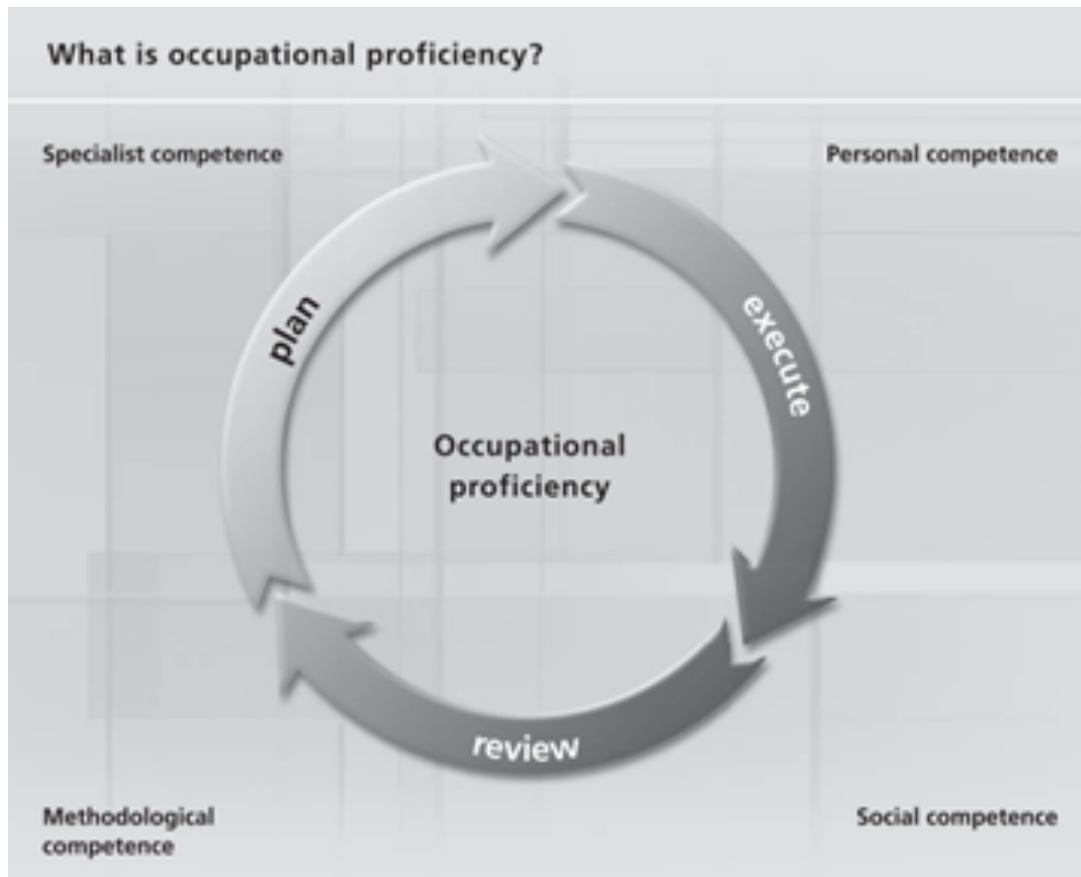 What is occupational proficiency?
Specialist competence
Personal competence
plan
execute
Occupational
proficiency
review
Methodological
competence
Social competence